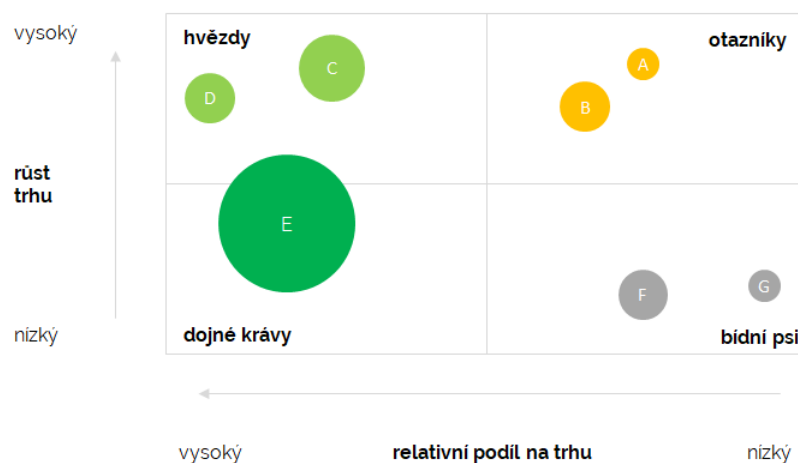 vysoký
hvězdy
otazníky
A
C
D
B
růst
trhu
E
F
G
nízký
dojné krávy
bídní psi
vysoký
relativní podíl na trhu
nízký